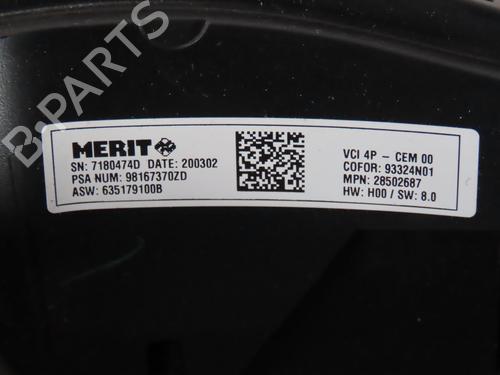 B-PARTS
MERIT
SN: 7180474D DATE: 200302
PSA NUM: 98167370ZD
ASW: 635179100B
VCI 4P - CEM 00
COFOR: 93324N01
MPN: 28502687
HW: H00 / SW: 8.0